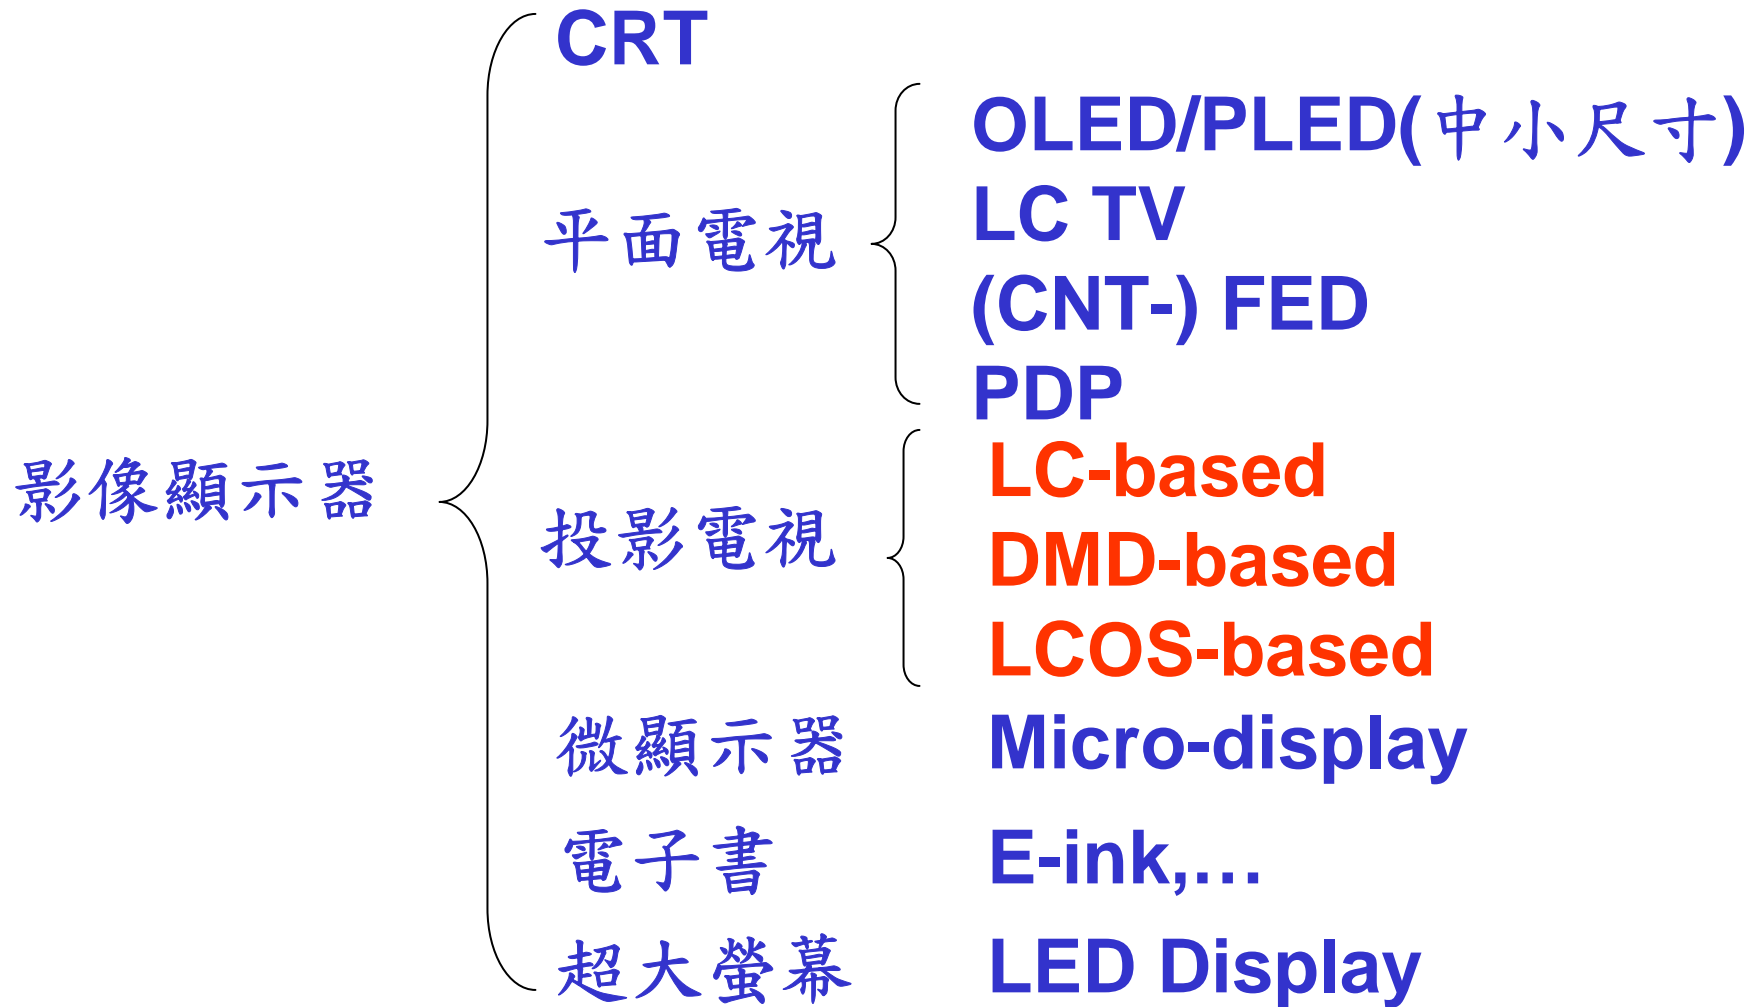 CRT
OLED/PLED(中小尺寸)
平面電視
LC TV
(CNT-) FED
PDP
影像顯示器
投影電視
LC-based
DMD-based
LCOS-based
微顯示器 Micro-display
電子書 E-ink,…
超大螢幕 LED Display